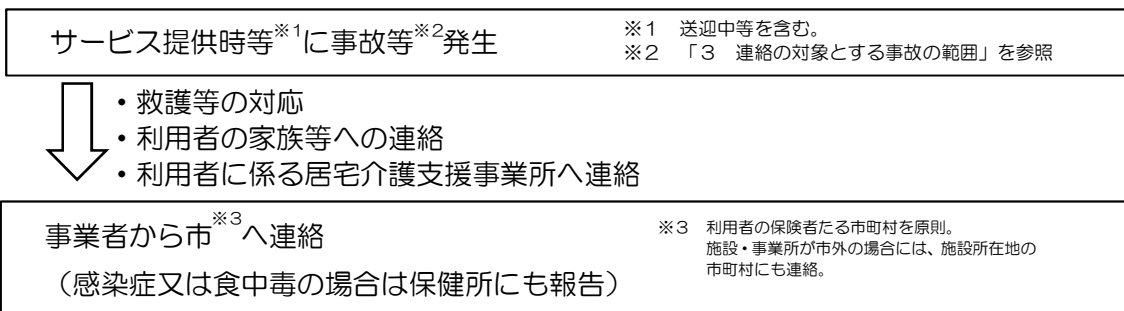 サービス提供時等※1に事故等※2発生
※1 送迎中等を含む。
※2 「3 連絡の対象とする事故の範囲」を参照
・救護等の対応
・利用者の家族等への連絡
・利用者に係る居宅介護支援事業所へ連絡
事業者から市※3へ連絡
(感染症又は食中毒の場合は保健所にも報告)
※3 利用者の保険者たる市町村を原則。
施設・事業所が市外の場合には、施設所在地の
市町村にも連絡。